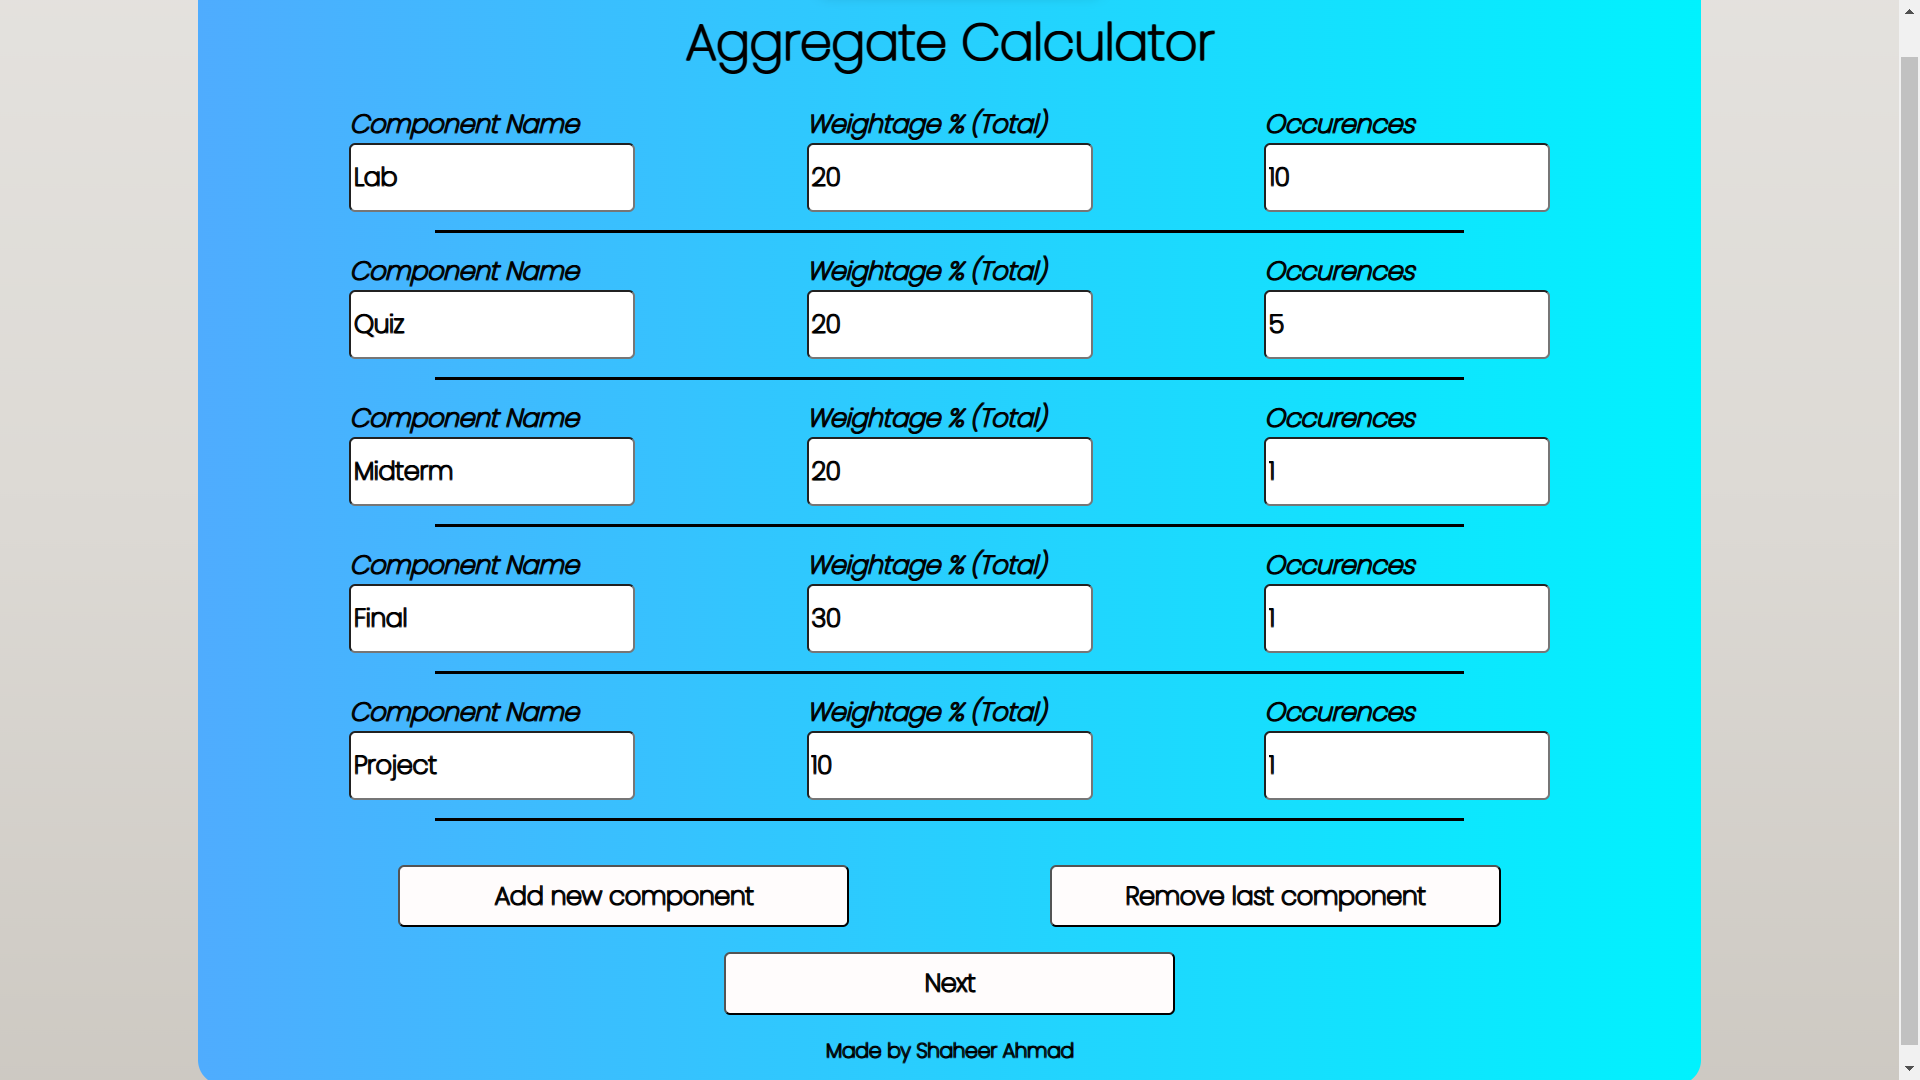 Aggregate Calculator
Component Name Weightage % (Total) Occurences
Lab 20 10
Component Name Weightage % (Total) Occurences
Quiz 20 5
Component Name Weightage % (Total) Occurences
Midterm 20 1
Component Name Weightage % (Total) Occurences
Final 30 1
Component Name Weightage % (Total) Occurences
Project 10 1
Add new component Remove last component
Next
Made by Shaheer Ahmad